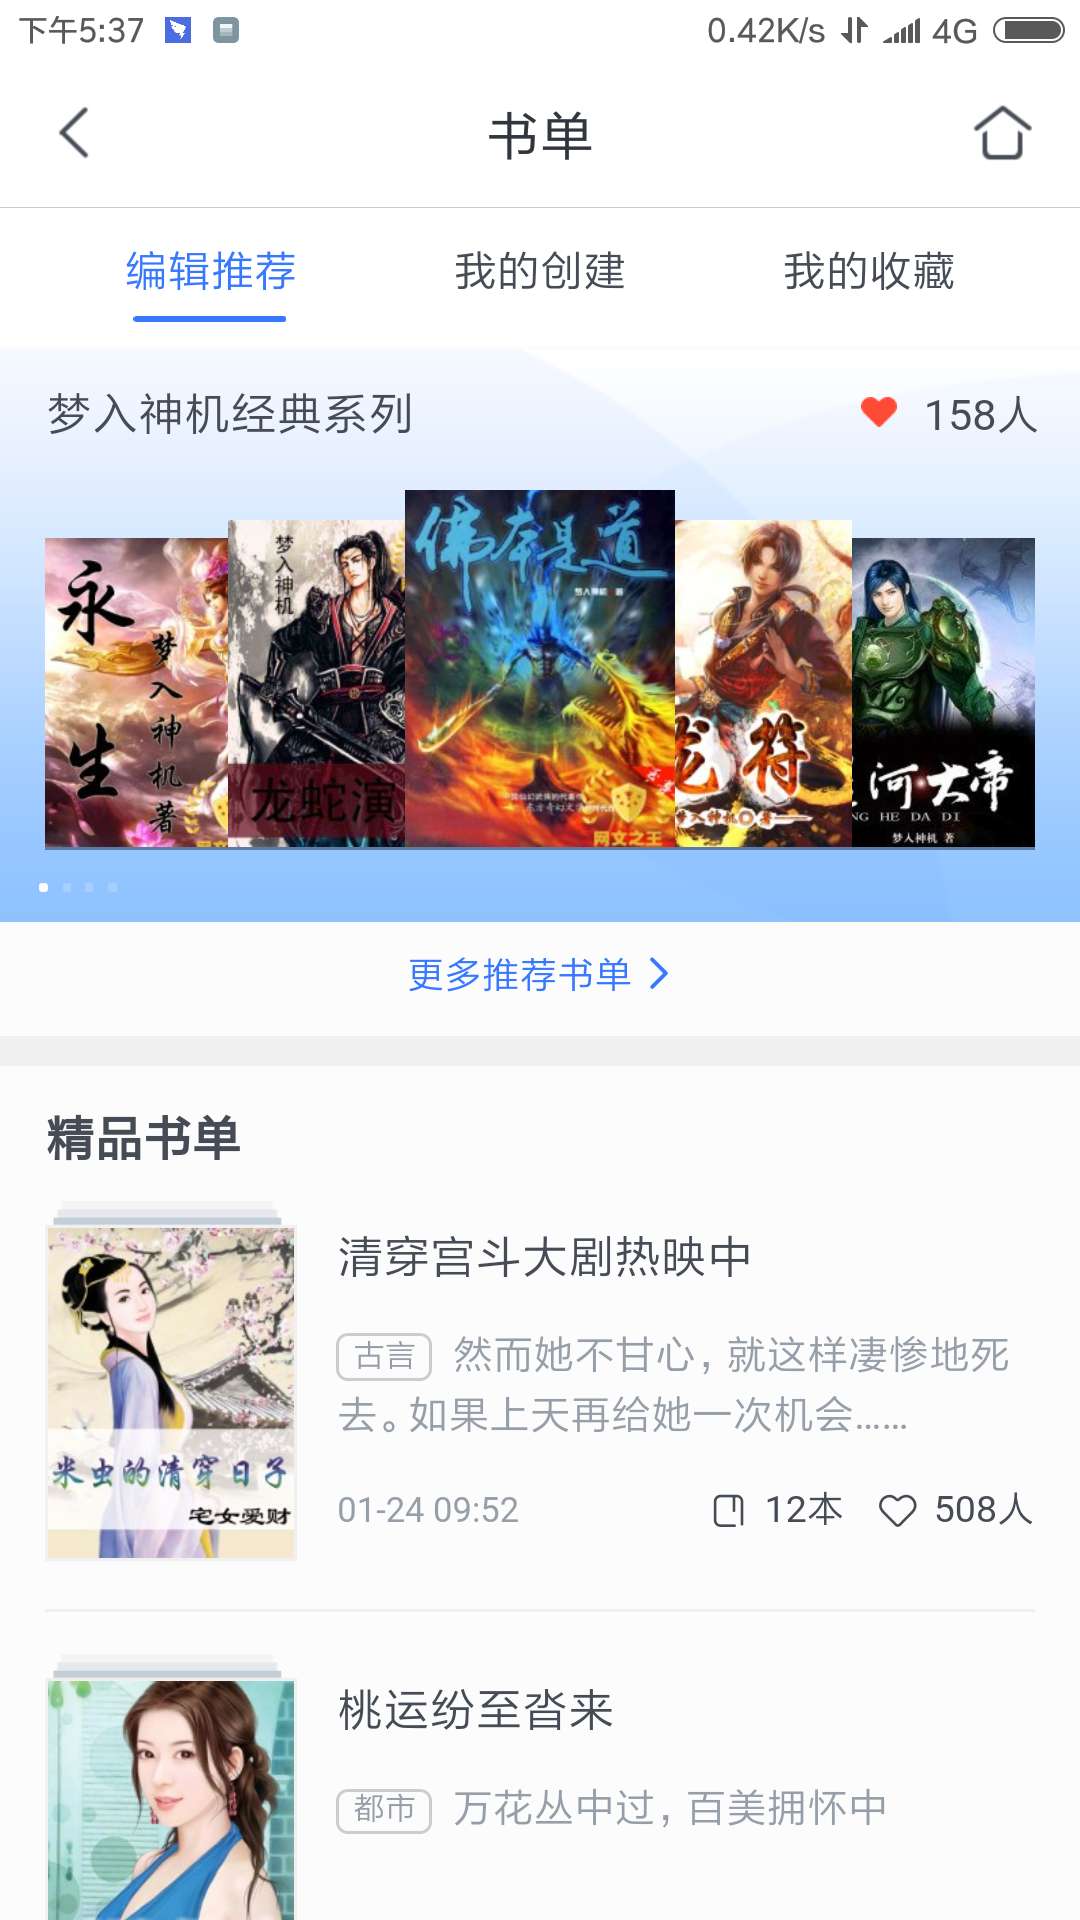 下午5:37
0.42K/s 4G
书单
编辑推荐 我的创建 我的收藏
梦入神机经典系列 158人
永生
梦入神机著
梦入神机
龙蛇演
佛本是道
网文之王
龙符
梦入神机 著
河大帝
NG HE DA DI
梦入神机 著
更多推荐书单
精品书单
清穿宫斗大剧热映中
古言 然而她不甘心，就这样凄惨地死
去。如果上天再给她一次机会……
米虫的清穿日子
宅女爱财
01-24 09:52 12本 508人
桃运纷至沓来
都市 万花丛中过，百美拥怀中